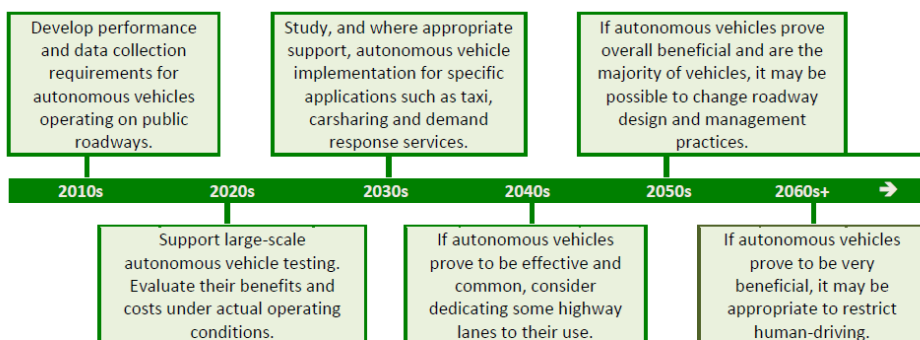 Develop performance
and data collection
requirements for
autonomous vehicles
operating on public
roadways.
Study, and where appropriate
support, autonomous vehicle
implementation for specific
applications such as taxi,
carsharing and demand
response services.
If autonomous vehicles prove
overall beneficial and are the
majority of vehicles, it may be
possible to change roadway
design and management
practices.
2010s
2020s
2030s
2040s
2050s
2060s+
Support large-scale
autonomous vehicle testing.
Evaluate their benefits and
costs under actual operating
conditions.
If autonomous vehicles
prove to be effective and
common, consider
dedicating some highway
lanes to their use.
If autonomous vehicles
prove to be very
beneficial, it may be
appropriate to restrict
human-driving.